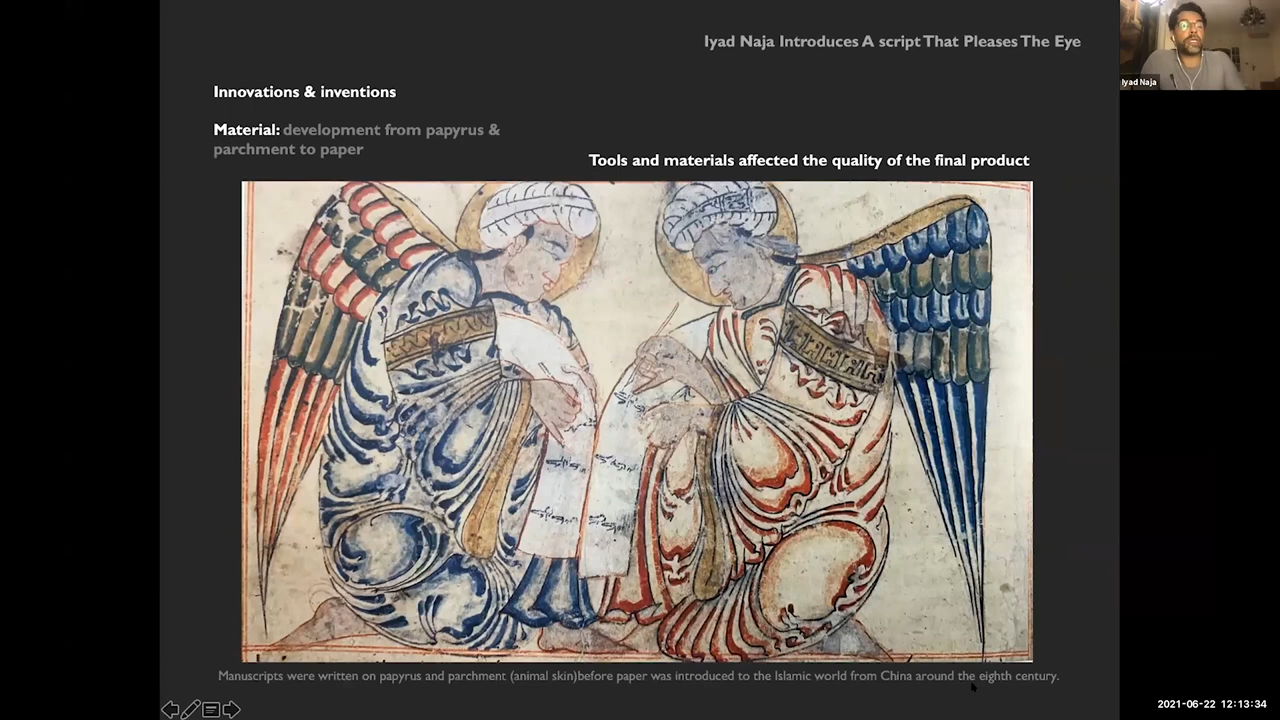 Iyad Naja Introduces A script That Pleases The Eye
Iyad Naja
Innovations & inventions
Material: development from papyrus &
parchment to paper
Tools and materials affected the quality of the final product
Manuscripts were written on papyrus and parchment (animal skin)before paper was introduced to the Islamic world from China around the eighth century.
2021-06-22 12:13:34